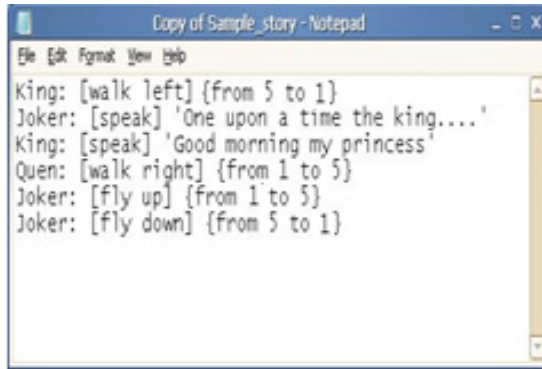 Copy of Sample_story - Notepad
File Edit Format View Help
King: [walk left] {from 5 to 1}
Joker: [speak] 'One upon a time the king....'
King: [speak] 'Good morning my princess'
Quen: [walk right] {from 1 to 5}
Joker: [fly up] {from 1 to 5}
Joker: [fly down] {from 5 to 1}